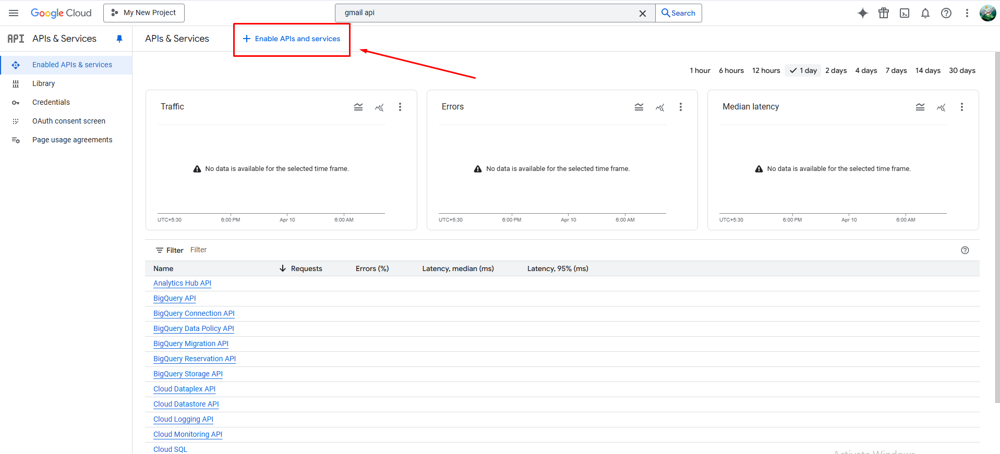 Google Cloud
My New Project
gmail api
Search
API APIs & Services
APIs & Services
Enable APIs and services
Enabled APIs & services
Library
Credentials
OAuth consent screen
Page usage agreements
1 hour 6 hours 12 hours 1 day 2 days 4 days 7 days 14 days 30 days
Traffic
No data is available for the selected time frame.
UTC+5:30 6:00 PM Apr 10 6:00 AM
Errors
No data is available for the selected time frame.
UTC+5:30 6:00 PM Apr 10 6:00 AM
Median latency
No data is available for the selected time frame.
UTC+5:30 6:00 PM Apr 10 6:00 AM
Filter Filter
Name Requests Errors (%) Latency, median (ms) Latency, 95% (ms)
Analytics Hub API
BigQuery API
BigQuery Connection API
BigQuery Data Policy API
BigQuery Migration API
BigQuery Reservation API
BigQuery Storage API
Cloud Dataplex API
Cloud Datastore API
Cloud Logging API
Cloud Monitoring API
Cloud SQL
Activate Windows